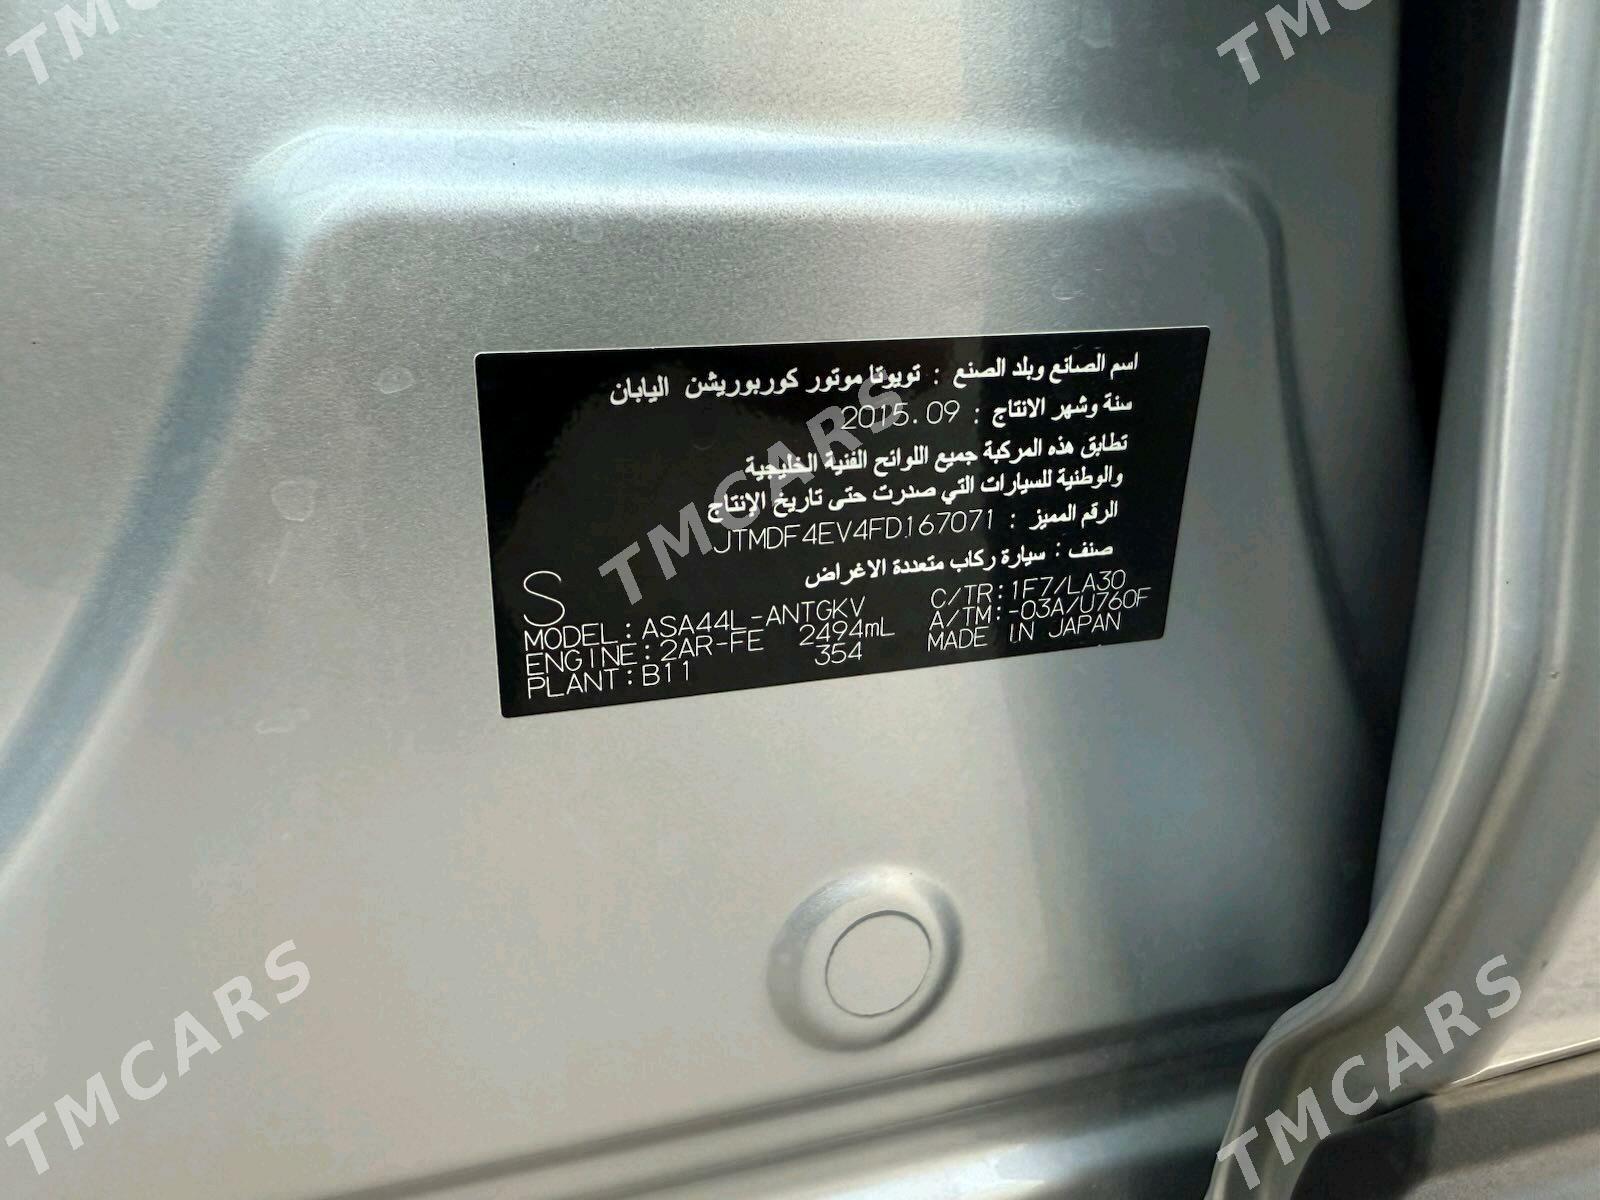 TMCARS
TMCARS
اسم الصانع وبلد الصنع : تويوتا موتور كوربوريشن اليابان
سنة وشهر الانتاج : 2015.09
تطابق هذه المركبة جميع اللوائح الفنية الخليجية
والوطنية للسيارات التي صدرت حتى تاريخ الإنتاج
الرقم المميز : JTMDF4EV4FD167071
صنف : سيارة ركاب متعددة الاغراض
S
MODEL:ASA44L-ANTGKV C/TR:1F7/LA30
ENGINE:2AR-FE 2494mL A/TM:-03A/U760F
PLANT:B11 354 MADE IN JAPAN
TMCARS
TMCARS
TMCARS